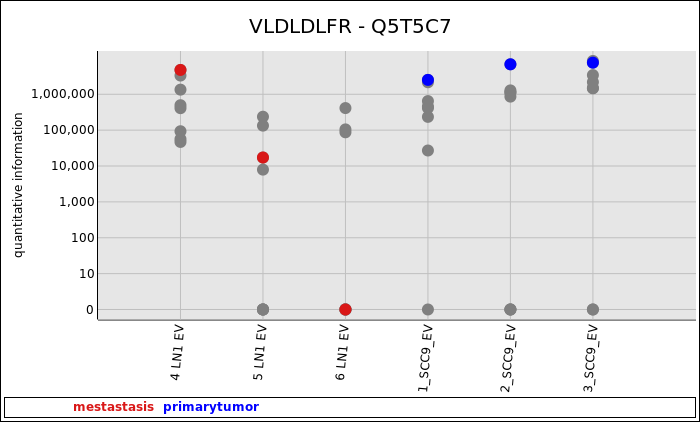 VLDLDLFR - Q5T5C7
quantitative information
1,000,000
100,000
10,000
1,000
100
10
0
4 LN1 EV
5 LN1 EV
6 LN1 EV
1_SCC9_EV
2_SCC9_EV
3_SCC9_EV
mestastasis primarytumor